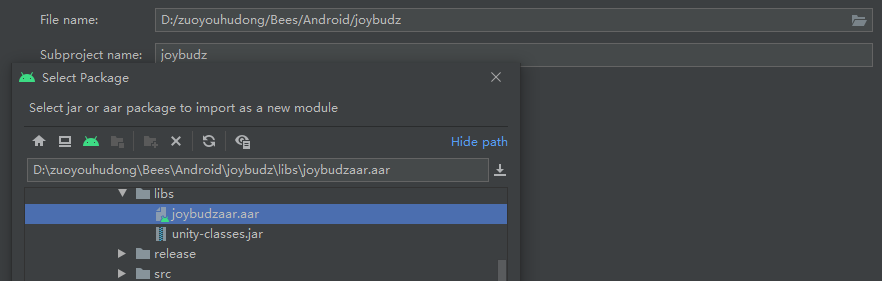 File name: D:/zuoyouhudong/Bees/Android/joybudz
Subproject name: joybudz
Select Package
Select jar or aar package to import as a new module
Hide path
D:\zuoyouhudong\Bees\Android\joybudz\libs\joybudzaar.aar
libs
joybudzaar.aar
unity-classes.jar
release
src